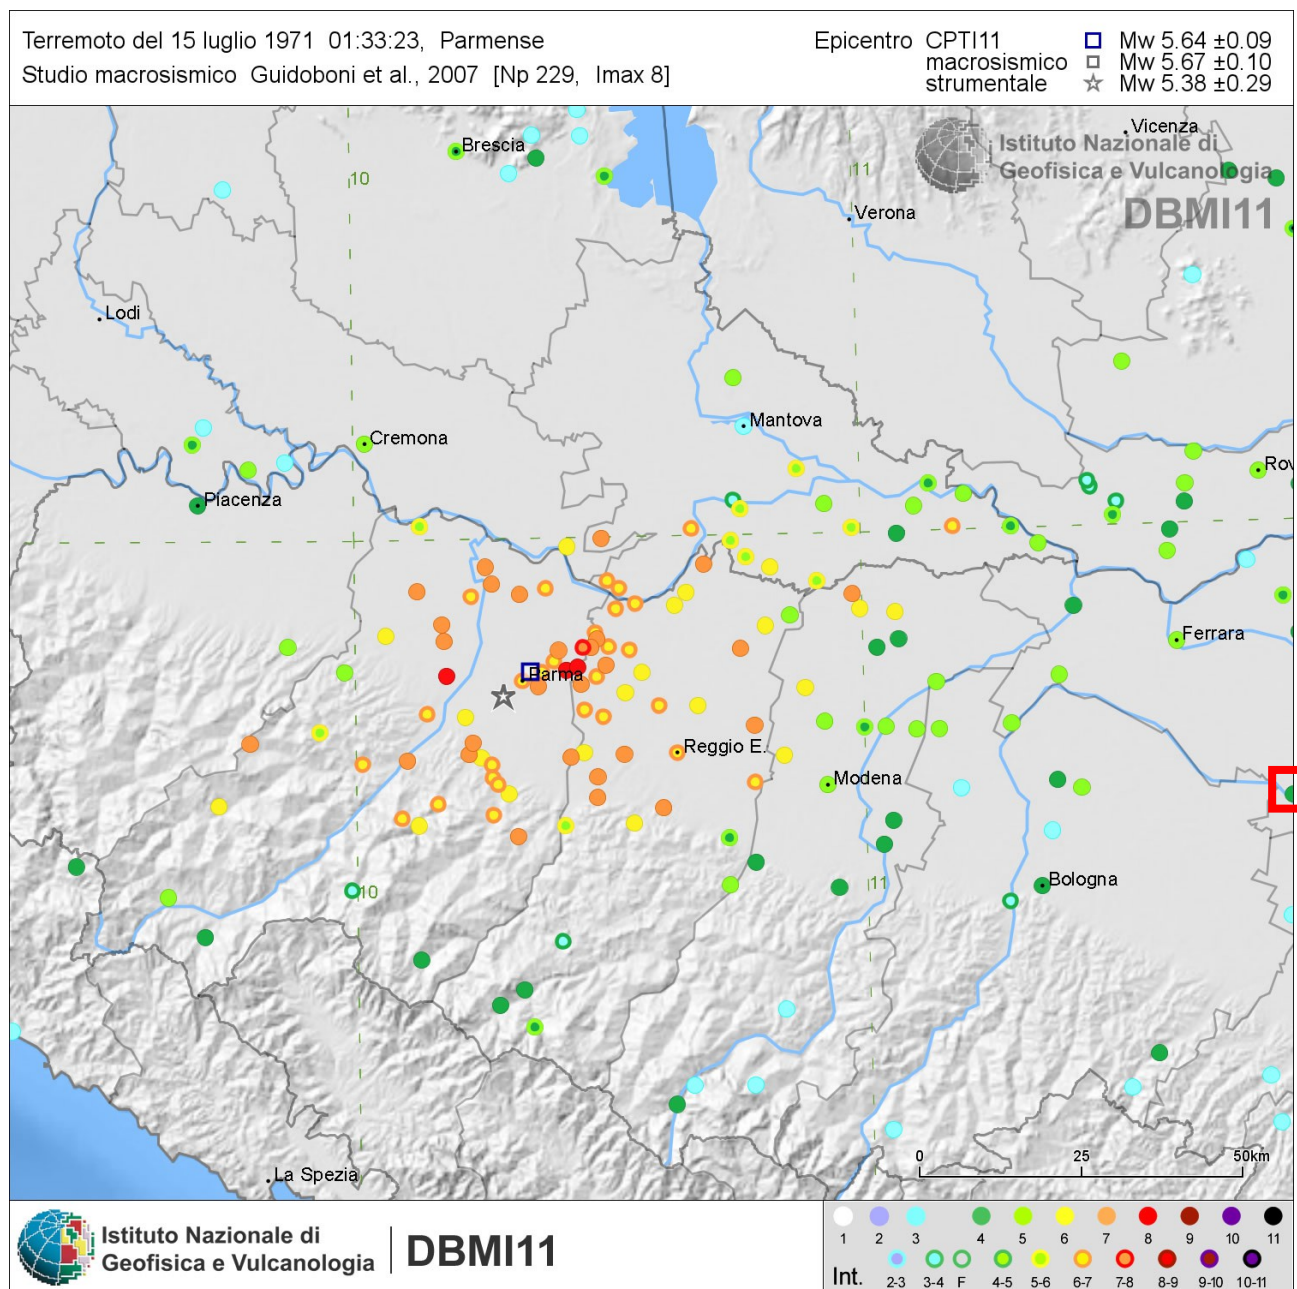 Terremoto del 15 luglio 1971 01:33:23, Parmense
Studio macrosismico Guidoboni et al., 2007 [Np 229, Imax 8]
Epicentro CPTI11 Mw 5.64 ±0.09
macrosismico Mw 5.67 ±0.10
strumentale Mw 5.38 ±0.29
Vicenza
Brescia
Istituto Nazionale di
Geofisica e Vulcanologia
DBMI11
10
11
Verona
Lodi
Mantova
Cremona
Rov
Piacenza
Ferrara
Parma
Reggio E.
Modena
Bologna
10
11
La Spezia
0 25 50km
Istituto Nazionale di
Geofisica e Vulcanologia
DBMI11
1 2 3 4 5 6 7 8 9 10 11
Int. 2-3 3-4 F 4-5 5-6 6-7 7-8 8-9 9-10 10-11